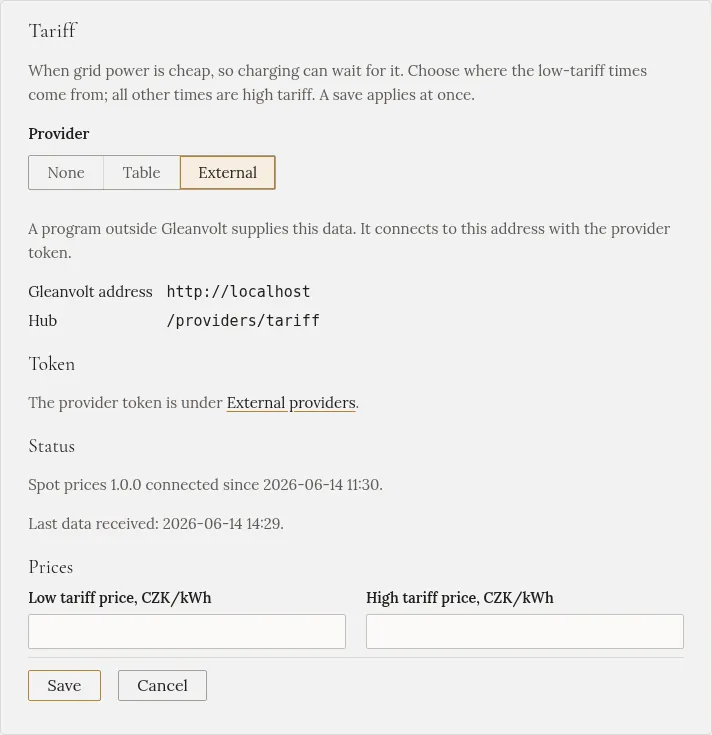 Tariff
When grid power is cheap, so charging can wait for it. Choose where the low-tariff times
come from; all other times are high tariff. A save applies at once.
Provider
None Table External
A program outside Gleanvolt supplies this data. It connects to this address with the provider
token.
Gleanvolt address http://localhost
Hub /providers/tariff
Token
The provider token is under External providers.
Status
Spot prices 1.0.0 connected since 2026-06-14 11:30.
Last data received: 2026-06-14 14:29.
Prices
Low tariff price, CZK/kWh High tariff price, CZK/kWh
Save Cancel